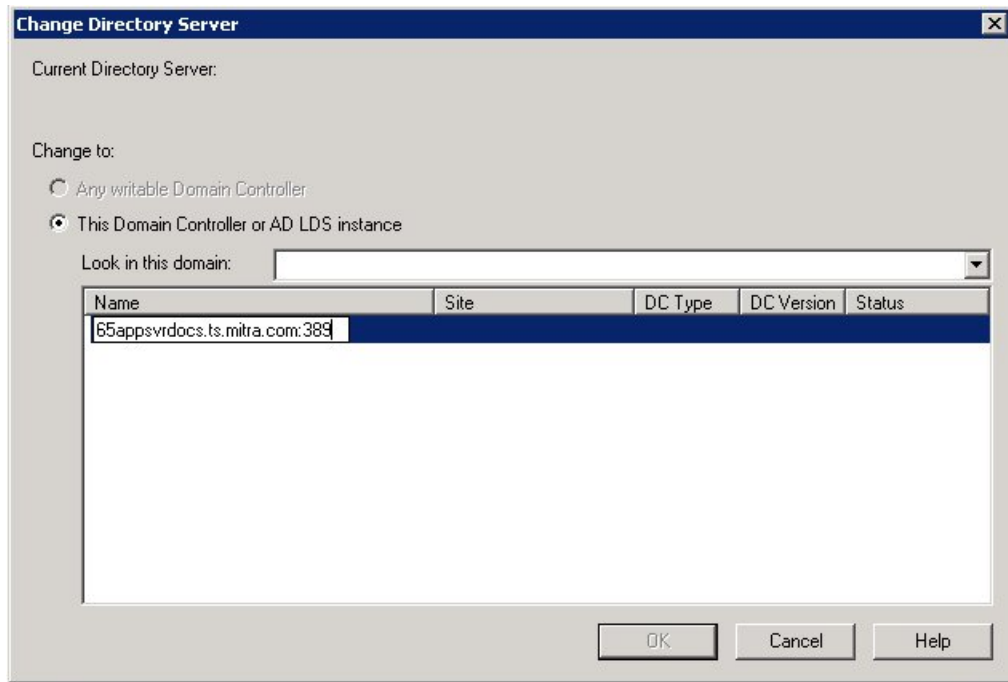 Change Directory Server
Current Directory Server:
Change to:
Any writable Domain Controller
This Domain Controller or AD LDS instance
Look in this domain:
Name Site DC Type DC Version Status
65appsvrdocs.ts.mitra.com:389
OK Cancel Help